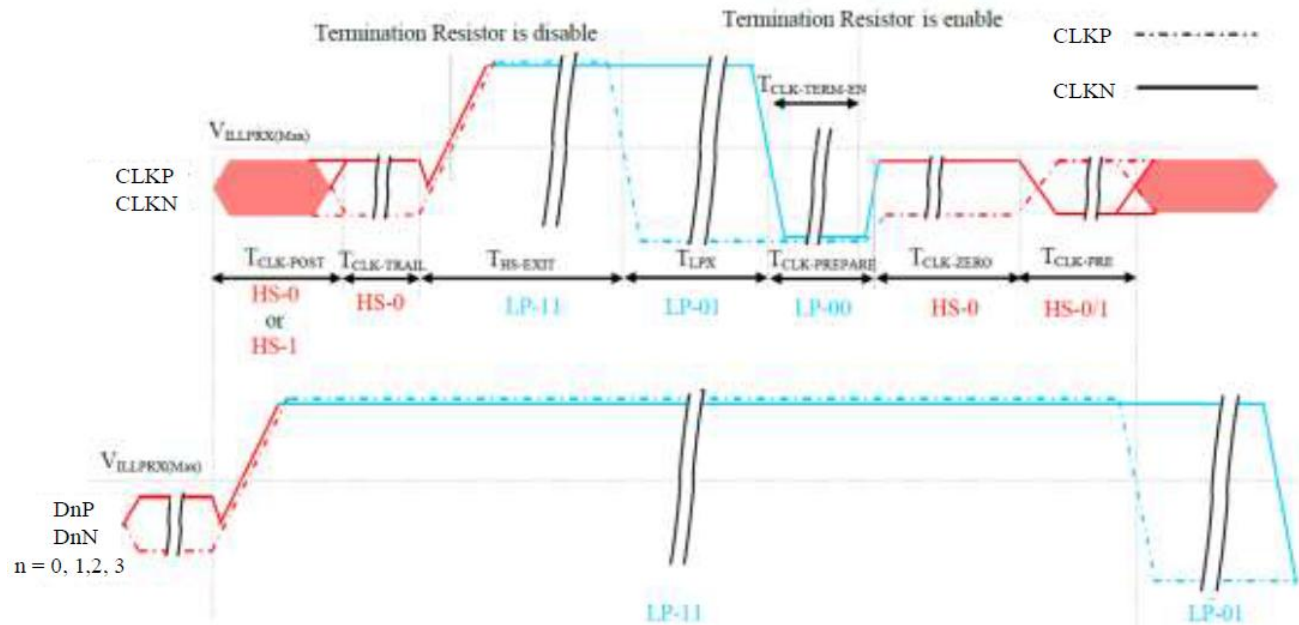 Termination Resistor is disable
Termination Resistor is enable
CLKP
CLKN
TCLK-TERM-EN
VILLPRX(Max)
CLKP
CLKN
TCLK-POST
TCLK-TRAIL
THS-EXIT
TLPX
TCLK-PREPARE
TCLK-ZERO
TCLK-PRE
HS-0
or
HS-1
HS-0
LP-11
LP-01
LP-00
HS-0
HS-0/1
VILLPRX(Max)
DnP
DnN
n = 0, 1,2, 3
LP-11
LP-01